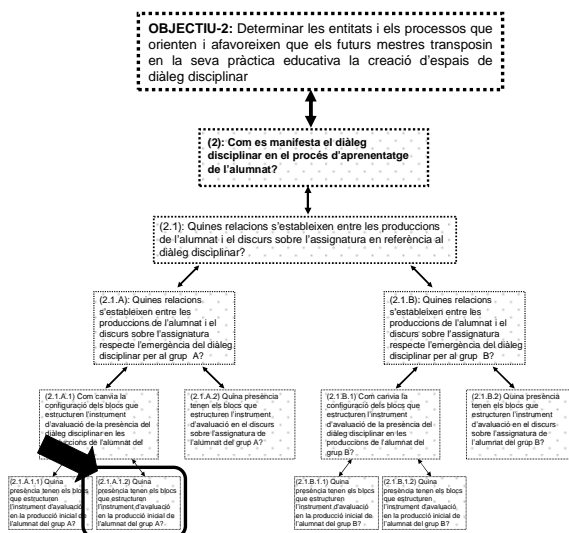 OBJECTIU-2: Determinar les entitats i els processos que
orienten i afavoreixen que els futurs mestres transposin
en la seva pràctica educativa la creació d'espais de
diàleg disciplinar
(2): Com es manifesta el diàleg
disciplinar en el procés d'aprenentatge
de l'alumnat?
(2.1): Quines relacions s'estableixen entre les produccions
de l'alumnat i el discurs sobre l'assignatura en referència al
diàleg disciplinar?
(2.1.A): Quines relacions
s'estableixen entre les
produccions de l'alumnat i el
discurs sobre l'assignatura
respecte l'emergència del diàleg
disciplinar per al grup A?
(2.1.B): Quines relacions
s'estableixen entre les
produccions de l'alumnat i el
discurs sobre l'assignatura
respecte l'emergència del diàleg
disciplinar per al grup B?
(2.1.A.1) Com canvia la
configuració dels blocs que
estructuren l'instrument
d'avaluació de la presència del
diàleg disciplinar en les
produccions de l'alumnat del
(2.1.A.2) Quina presència
tenen els blocs que
estructuren l'instrument
d'avaluació en el discurs
sobre l'assignatura de
l'alumnat del grup A?
(2.1.B.1) Com canvia la
configuració dels blocs que
estructuren l'instrument
d'avaluació de la presència del
diàleg disciplinar en les
produccions de l'alumnat del
grup B?
(2.1.B.2) Quina presència
tenen els blocs que
estructuren l'instrument
d'avaluació en el discurs
sobre l'assignatura de
l'alumnat del grup B?
(2.1.A.1.1) Quina
presència tenen els blocs
que estructuren
l'instrument d'avaluació
en la producció inicial de
l'alumnat del grup A?
(2.1.A.1.2) Quina
presència tenen els blocs
que estructuren
l'instrument d'avaluació
en la producció inicial de
l'alumnat del grup A?
(2.1.B.1.1) Quina
presència tenen els blocs
que estructuren
l'instrument d'avaluació
en la producció inicial de
l'alumnat del grup B?
(2.1.B.1.2) Quina
presència tenen els blocs
que estructuren
l'instrument d'avaluació
en la producció inicial de
l'alumnat del grup B?